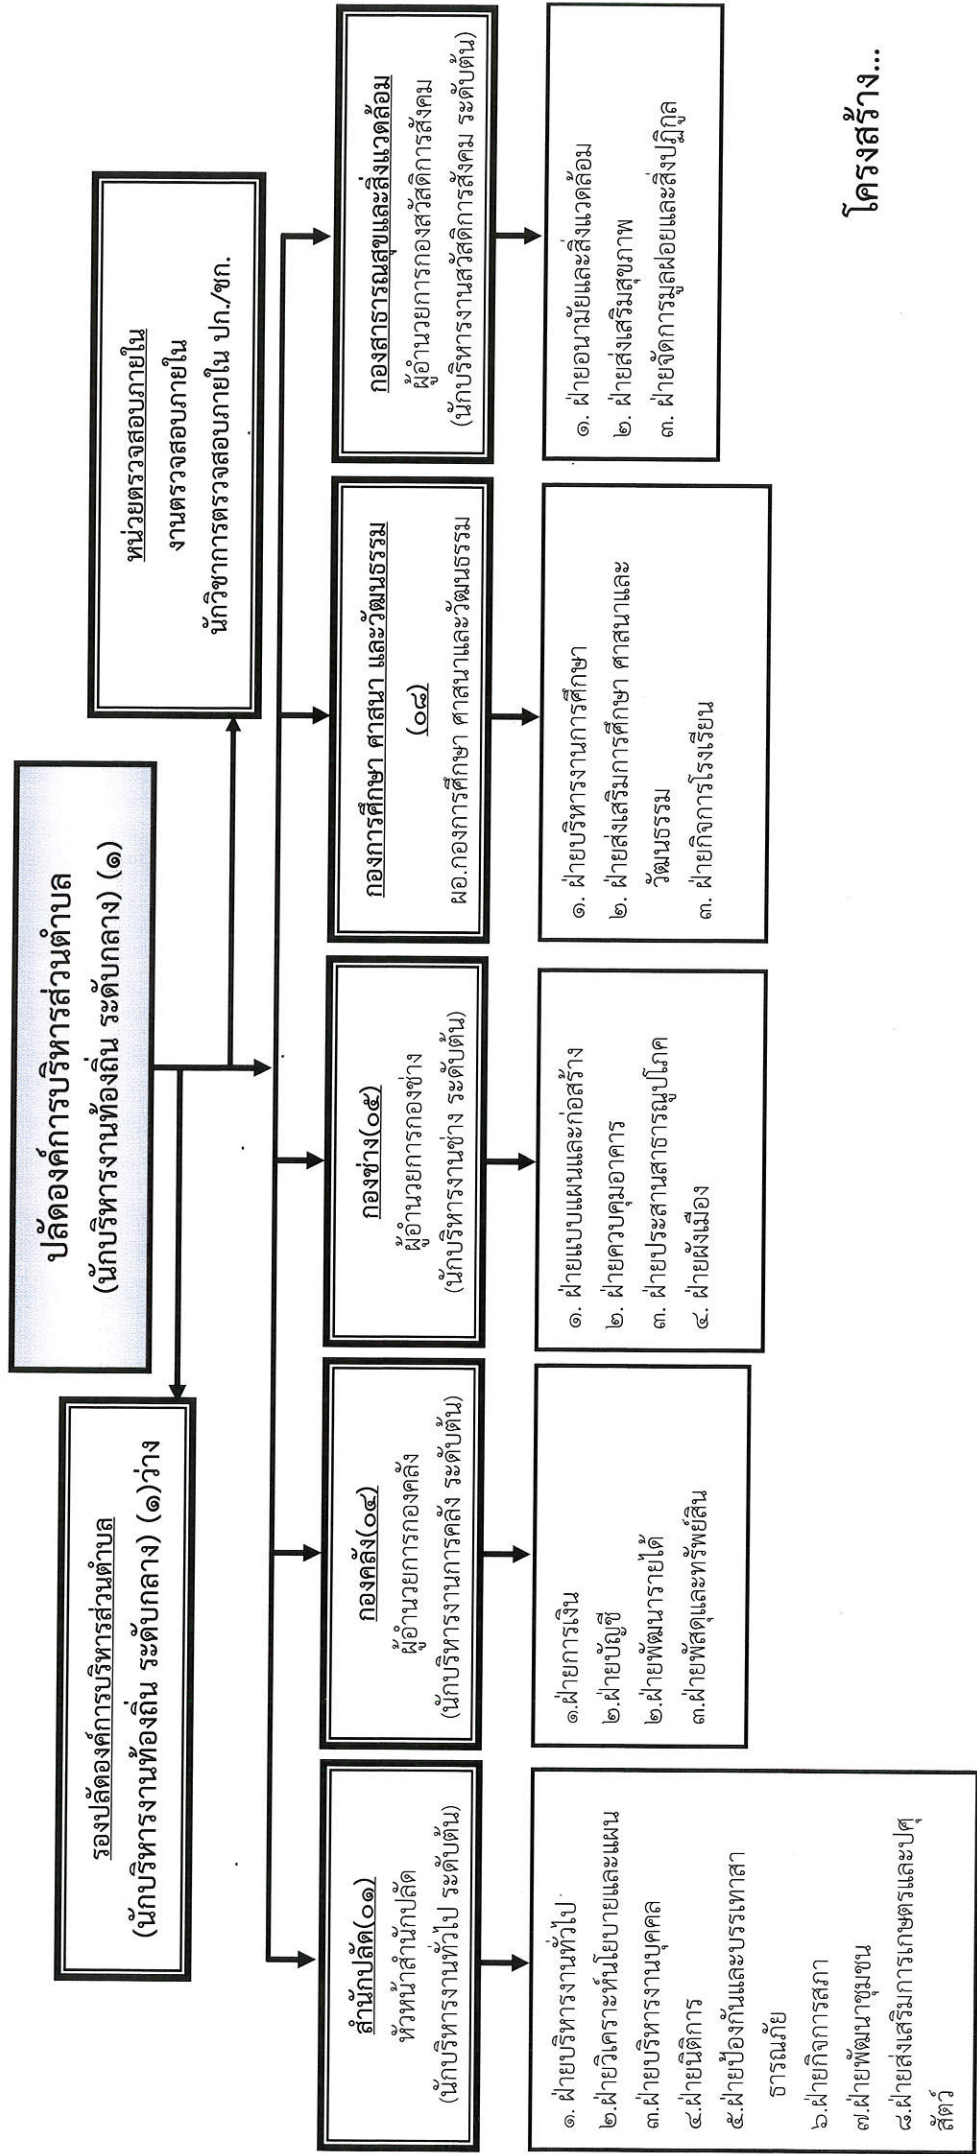 ปลัดองค์การบริหารส่วนตำบล
(นักบริหารงานท้องถิ่น ระดับกลาง) (๑)
รองปลัดองค์การบริหารส่วนตำบล
(นักบริหารงานท้องถิ่น ระดับกลาง) (๑)ว่าง
หน่วยตรวจสอบภายใน
งานตรวจสอบภายใน
นักวิชาการตรวจสอบภายใน ปก./ชก.
สำนักปลัด(๐๑)
หัวหน้าสำนักปลัด
(นักบริหารงานทั่วไป ระดับต้น)
กองคลัง(๐๔)
ผู้อำนวยการกองคลัง
(นักบริหารงานการคลัง ระดับต้น)
กองช่าง(๐๕)
ผู้อำนวยการกองช่าง
(นักบริหารงานช่าง ระดับต้น)
กองการศึกษา ศาสนา และวัฒนธรรม
(๐๘)
ผอ.กองการศึกษา ศาสนาและวัฒนธรรม
กองสาธารณสุขและสิ่งแวดล้อม
ผู้อำนวยการกองสวัสดิการสังคม
(นักบริหารงานสวัสดิการสังคม ระดับต้น)
๑. ฝ่ายบริหารงานทั่วไป
๒.ฝ่ายวิเคราะห์นโยบายและแผน
๓.ฝ่ายบริหารงานบุคคล
๔.ฝ่ายนิติการ
๕.ฝ่ายป้องกันและบรรเทาสา
ธารณภัย
๖.ฝ่ายกิจการสภา
๗.ฝ่ายพัฒนาชุมชน
๘.ฝ่ายส่งเสริมการเกษตรและปศุ
สัตว์
๑.ฝ่ายการเงิน
๒.ฝ่ายบัญชี
๒.ฝ่ายพัฒนารายได้
๓.ฝ่ายพัสดุและทรัพย์สิน
๑. ฝ่ายแบบแผนและก่อสร้าง
๒. ฝ่ายควบคุมอาคาร
๓. ฝ่ายประสานสาธารณูปโภค
๔. ฝ่ายผังเมือง
๑. ฝ่ายบริหารงานการศึกษา
๒. ฝ่ายส่งเสริมการศึกษา ศาสนาและ
วัฒนธรรม
๓. ฝ่ายกิจการโรงเรียน
๑. ฝ่ายอนามัยและสิ่งแวดล้อม
๒. ฝ่ายส่งเสริมสุขภาพ
๓. ฝ่ายจัดการมูลฝอยและสิ่งปฏิกูล
โครงสร้าง...